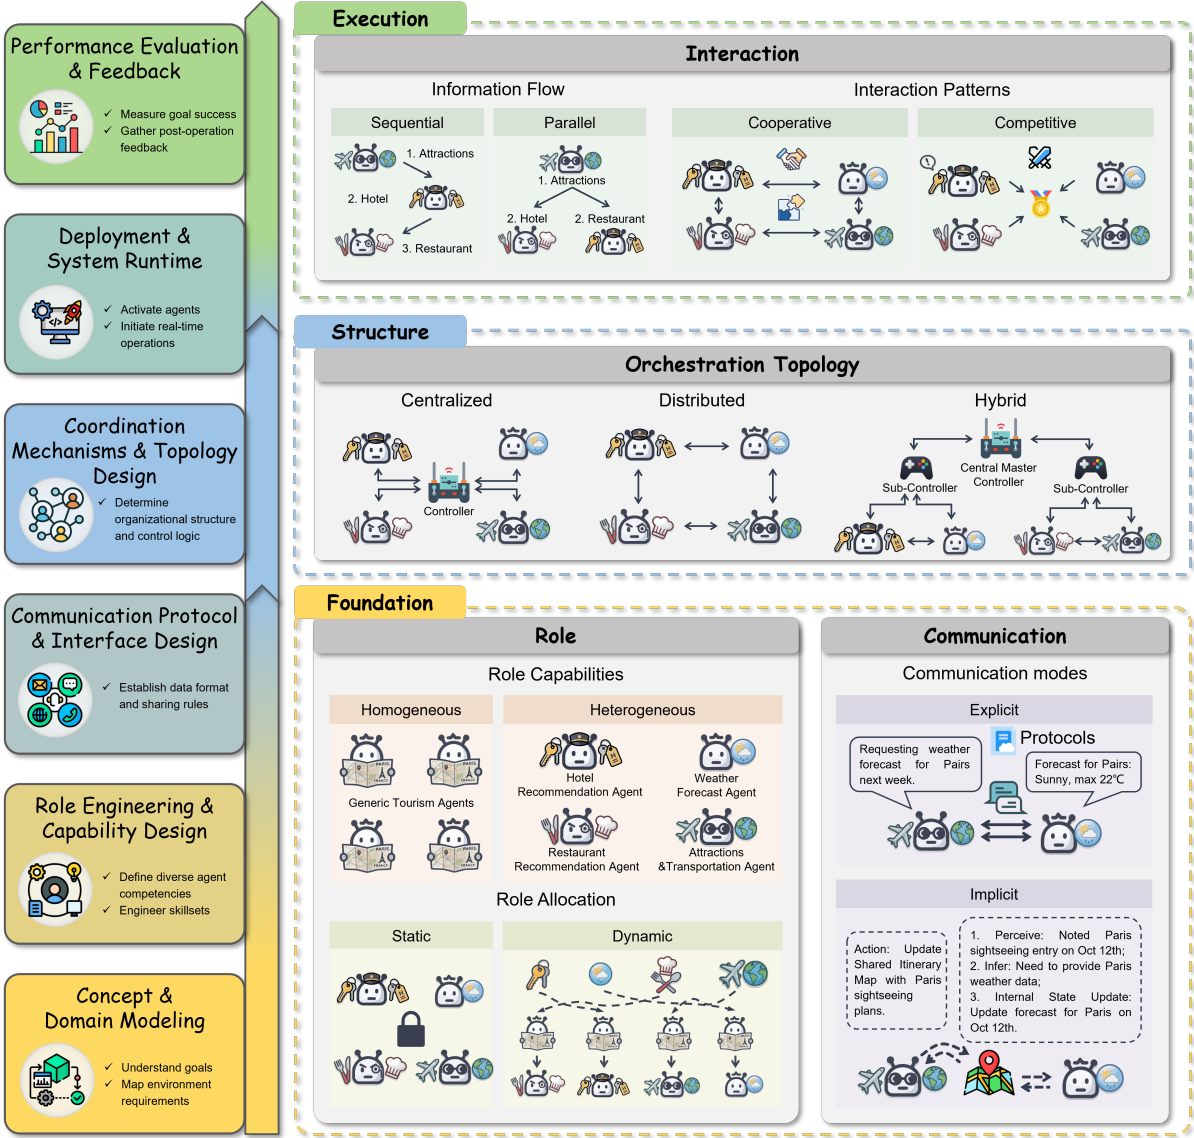 Performance Evaluation
& Feedback
✓ Measure goal success
✓ Gather post-operation
feedback
Deployment &
System Runtime
✓ Activate agents
✓ Initiate real-time
operations
Coordination
Mechanisms & Topology
Design
✓ Determine
organizational structure
and control logic
Communication Protocol
& Interface Design
✓ Establish data format
and sharing rules
Role Engineering &
Capability Design
✓ Define diverse agent
competencies
✓ Engineer skillsets
Concept &
Domain Modeling
✓ Understand goals
✓ Map environment
requirements
Execution
Interaction
Information Flow
Sequential
1. Attractions
2. Hotel
3. Restaurant
Parallel
1. Attractions
2. Hotel
2. Restaurant
Interaction Patterns
Cooperative
Competitive
Structure
Orchestration Topology
Centralized
Controller
Distributed
Hybrid
Central Master
Controller
Sub-Controller
Sub-Controller
Foundation
Role
Role Capabilities
Homogeneous
PARIS
FRANCE
PARIS
FRANCE
Generic Tourism Agents
PARIS
FRANCE
PARIS
FRANCE
Heterogeneous
Hotel
Recommendation Agent
Weather
Forecast Agent
Restaurant
Recommendation Agent
Attractions
&Transportation Agent
Role Allocation
Static
Dynamic
Communication
Communication modes
Explicit
Protocols
Requesting weather
forecast for Pairs
next week.
Forecast for Pairs:
Sunny, max 22℃
Implicit
Action: Update
Shared Itinerary
Map with Paris
sightseeing
plans.
1. Perceive: Noted Paris
sightseeing entry on Oct 12th;
2. Infer: Need to provide Paris
weather data;
3. Internal State Update:
Update forecast for Paris on
Oct 12th.